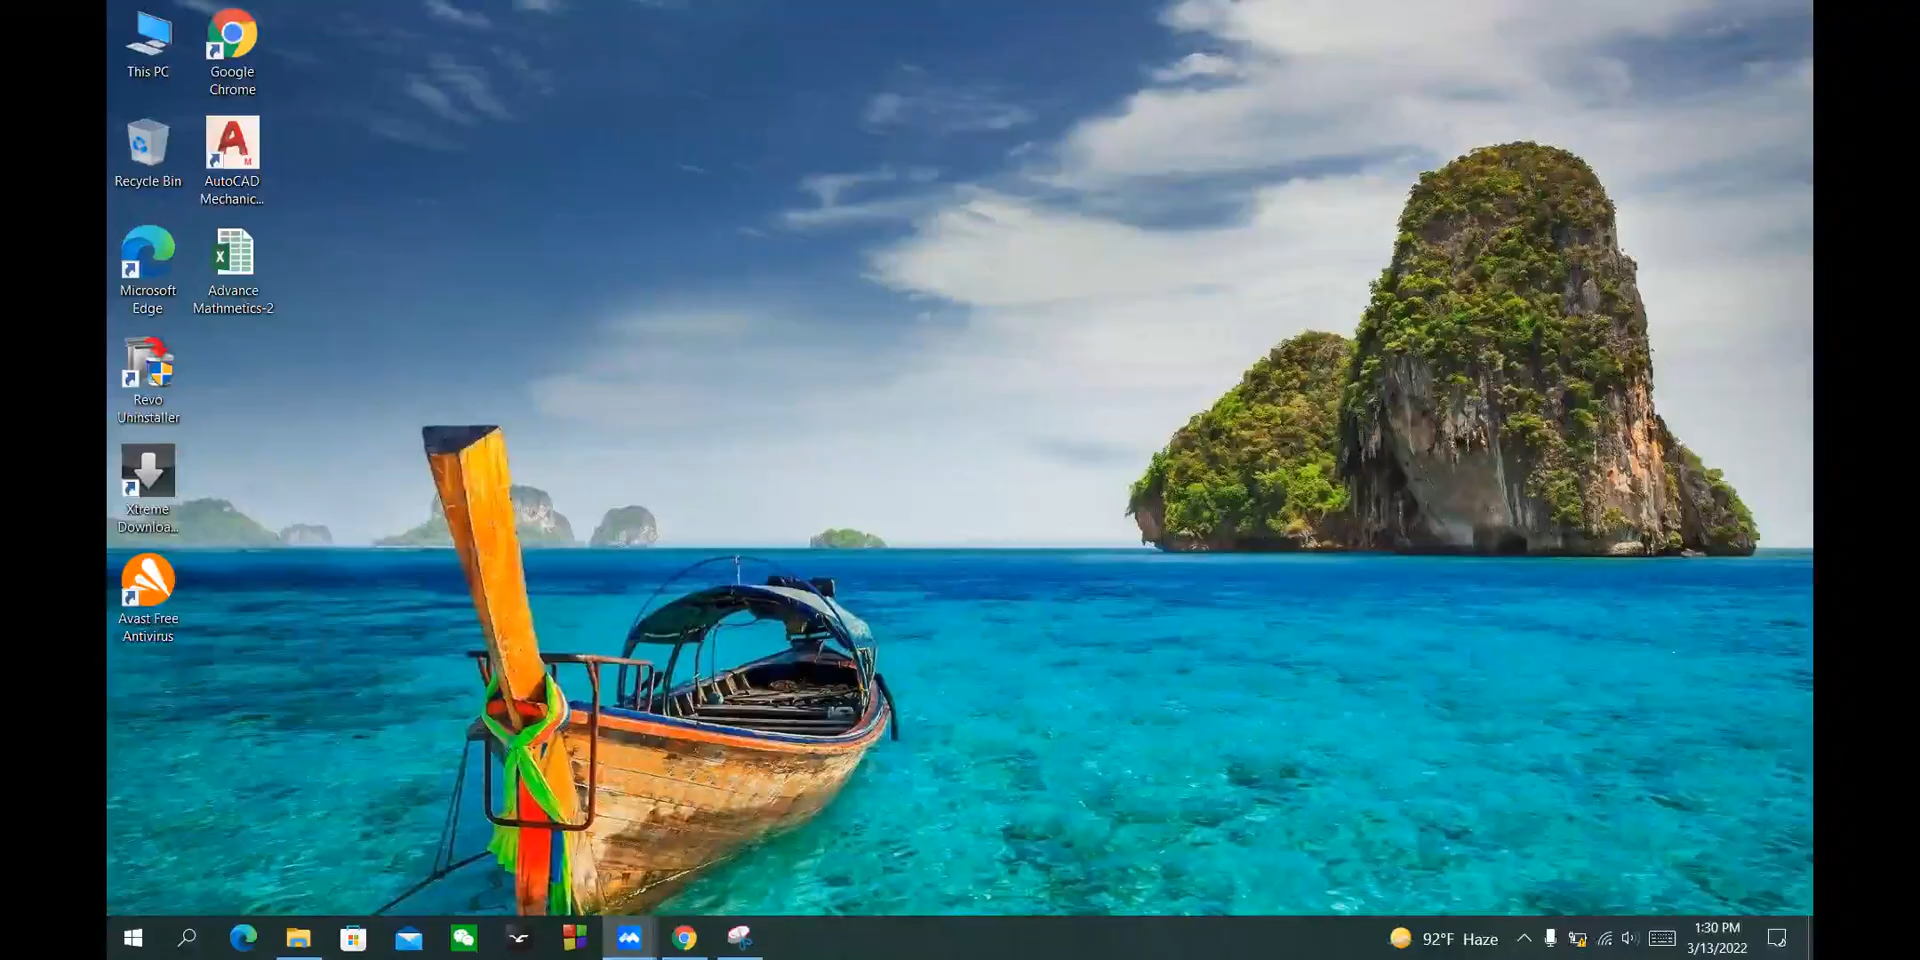 This PC
Google
Chrome
Recycle Bin
AutoCAD
Mechanic...
Microsoft
Edge
Advance
Mathmetics-2
Revo
Uninstaller
Xtreme
Downloa...
Avast Free
Antivirus
92°F Haze
1:30 PM
3/13/2022